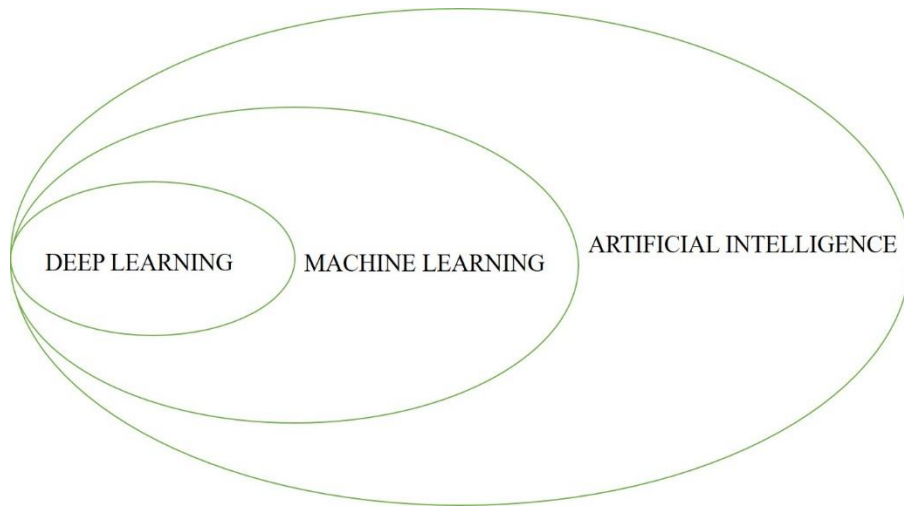 DEEP LEARNING
MACHINE LEARNING
ARTIFICIAL INTELLIGENCE